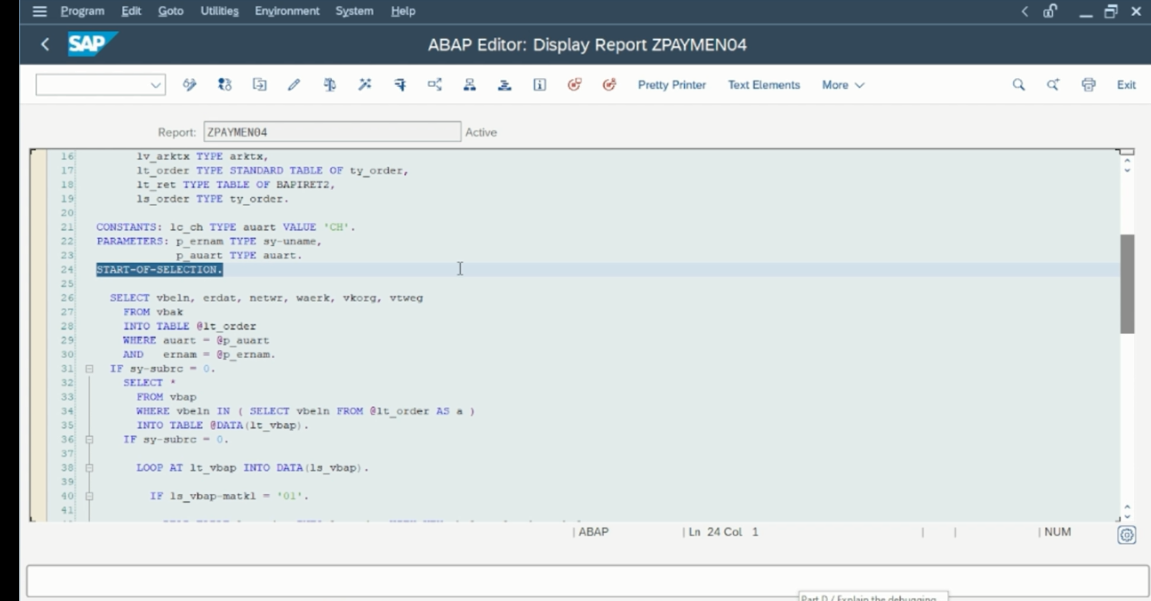 Program Edit Goto Utilities Environment System Help
SAP ABAP Editor: Display Report ZPAYMEN04
Pretty Printer Text Elements More Exit
Report: ZPAYMEN04 Active
16 lv_arktx TYPE arktx,
17 lt_order TYPE STANDARD TABLE OF ty_order,
18 lt_ret TYPE TABLE OF BAPIRET2,
19 ls_order TYPE ty_order.
20
21 CONSTANTS: lc_ch TYPE auart VALUE 'CH'.
22 PARAMETERS: p_ernam TYPE sy-uname,
23 p_auart TYPE auart.
24 START-OF-SELECTION.
25
26 SELECT vbeln, erdat, netwr, waerk, vkorg, vtweg
27 FROM vbak
28 INTO TABLE @lt_order
29 WHERE auart = @p_auart
30 AND ernam = @p_ernam.
31 IF sy-subrc = 0.
32 SELECT *
33 FROM vbap
34 WHERE vbeln IN ( SELECT vbeln FROM @lt_order AS a )
35 INTO TABLE @DATA(lt_vbap).
36 IF sy-subrc = 0.
37
38 LOOP AT lt_vbap INTO DATA(ls_vbap).
39
40 IF ls_vbap-matkl = '01'.
41
ABAP Ln 24 Col 1 NUM
Part D / Explain the debugging